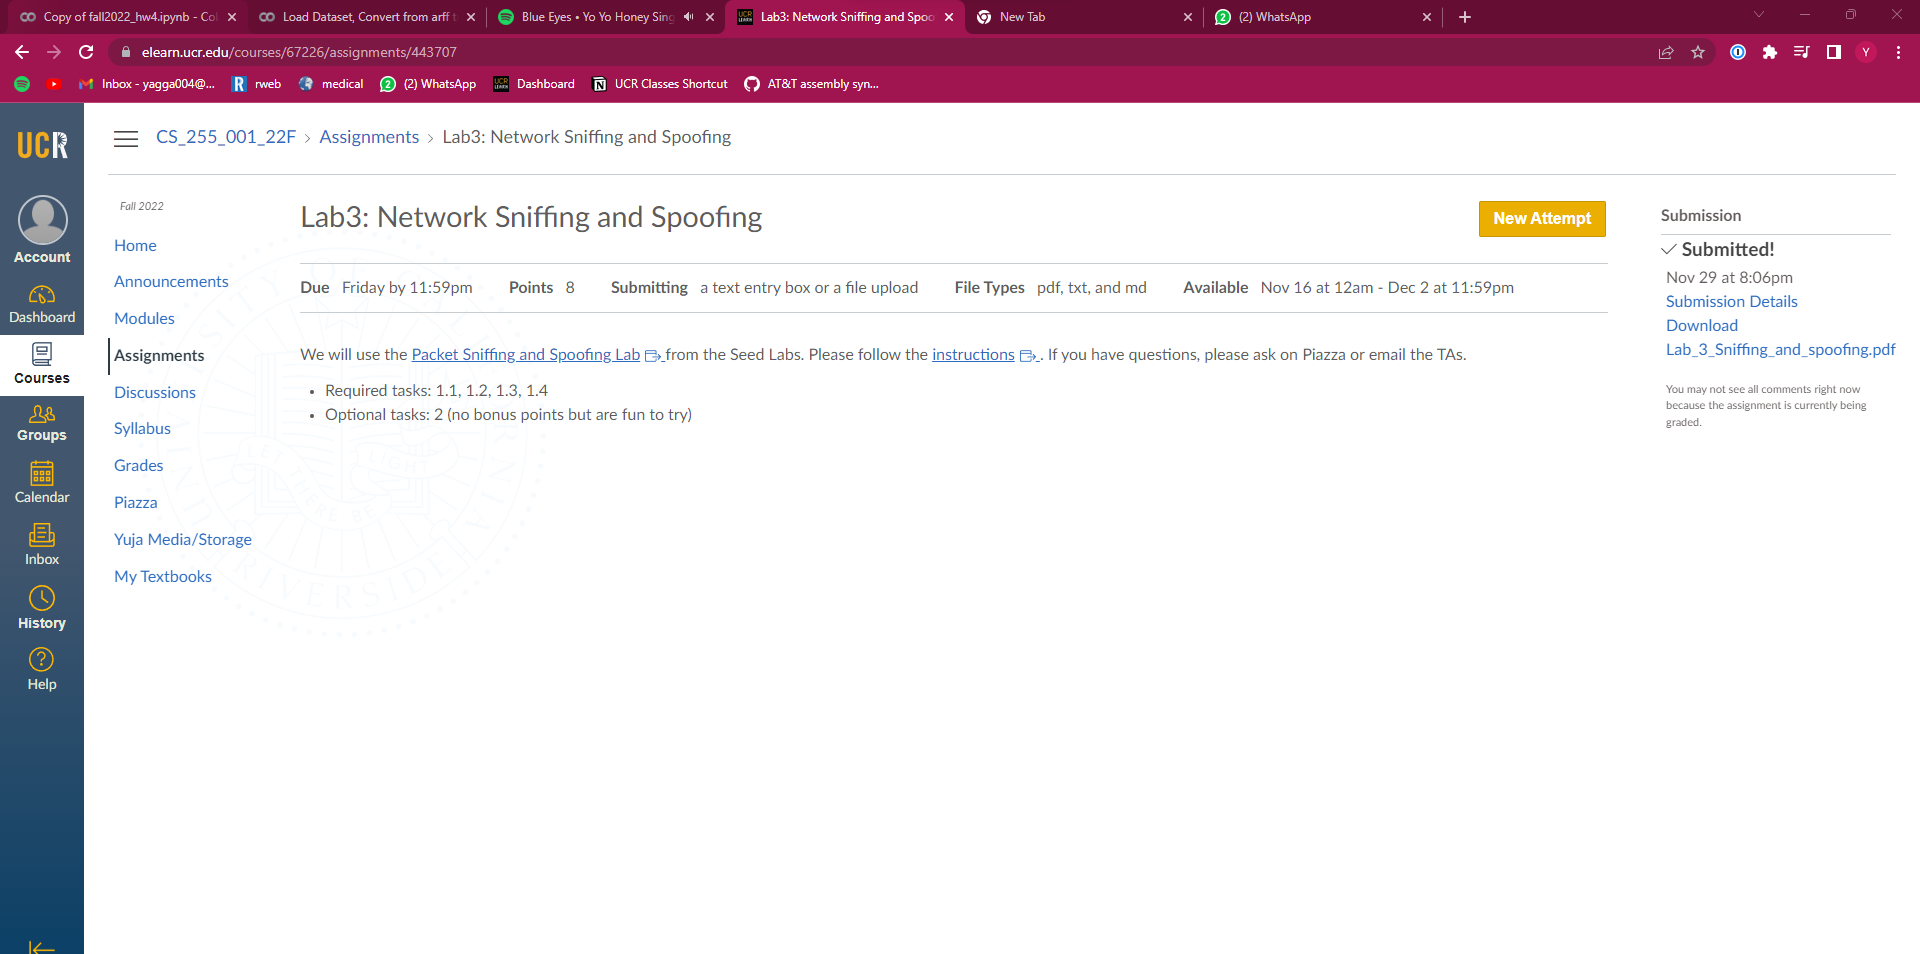 Copy of fall2022_hw4.ipynb - Co
Load Dataset, Convert from arff t
Blue Eyes • Yo Yo Honey Sing
Lab3: Network Sniffing and Spoo
New Tab
(2) WhatsApp
elearn.ucr.edu/courses/67226/assignments/443707
Y
Inbox - yagga004@...
rweb
medical
(2) WhatsApp
Dashboard
UCR Classes Shortcut
AT&T assembly syn...
UCR
Account
Dashboard
Courses
Groups
Calendar
Inbox
History
Help
CS_255_001_22F › Assignments › Lab3: Network Sniffing and Spoofing
Fall 2022
Home
Announcements
Modules
Assignments
Discussions
Syllabus
Grades
Piazza
Yuja Media/Storage
My Textbooks
Lab3: Network Sniffing and Spoofing
New Attempt
Due Friday by 11:59pm Points 8 Submitting a text entry box or a file upload File Types pdf, txt, and md Available Nov 16 at 12am - Dec 2 at 11:59pm
We will use the Packet Sniffing and Spoofing Lab from the Seed Labs. Please follow the instructions . If you have questions, please ask on Piazza or email the TAs.
• Required tasks: 1.1, 1.2, 1.3, 1.4
• Optional tasks: 2 (no bonus points but are fun to try)
Submission
Submitted!
Nov 29 at 8:06pm
Submission Details
Download
Lab_3_Sniffing_and_spoofing.pdf
You may not see all comments right now
because the assignment is currently being
graded.